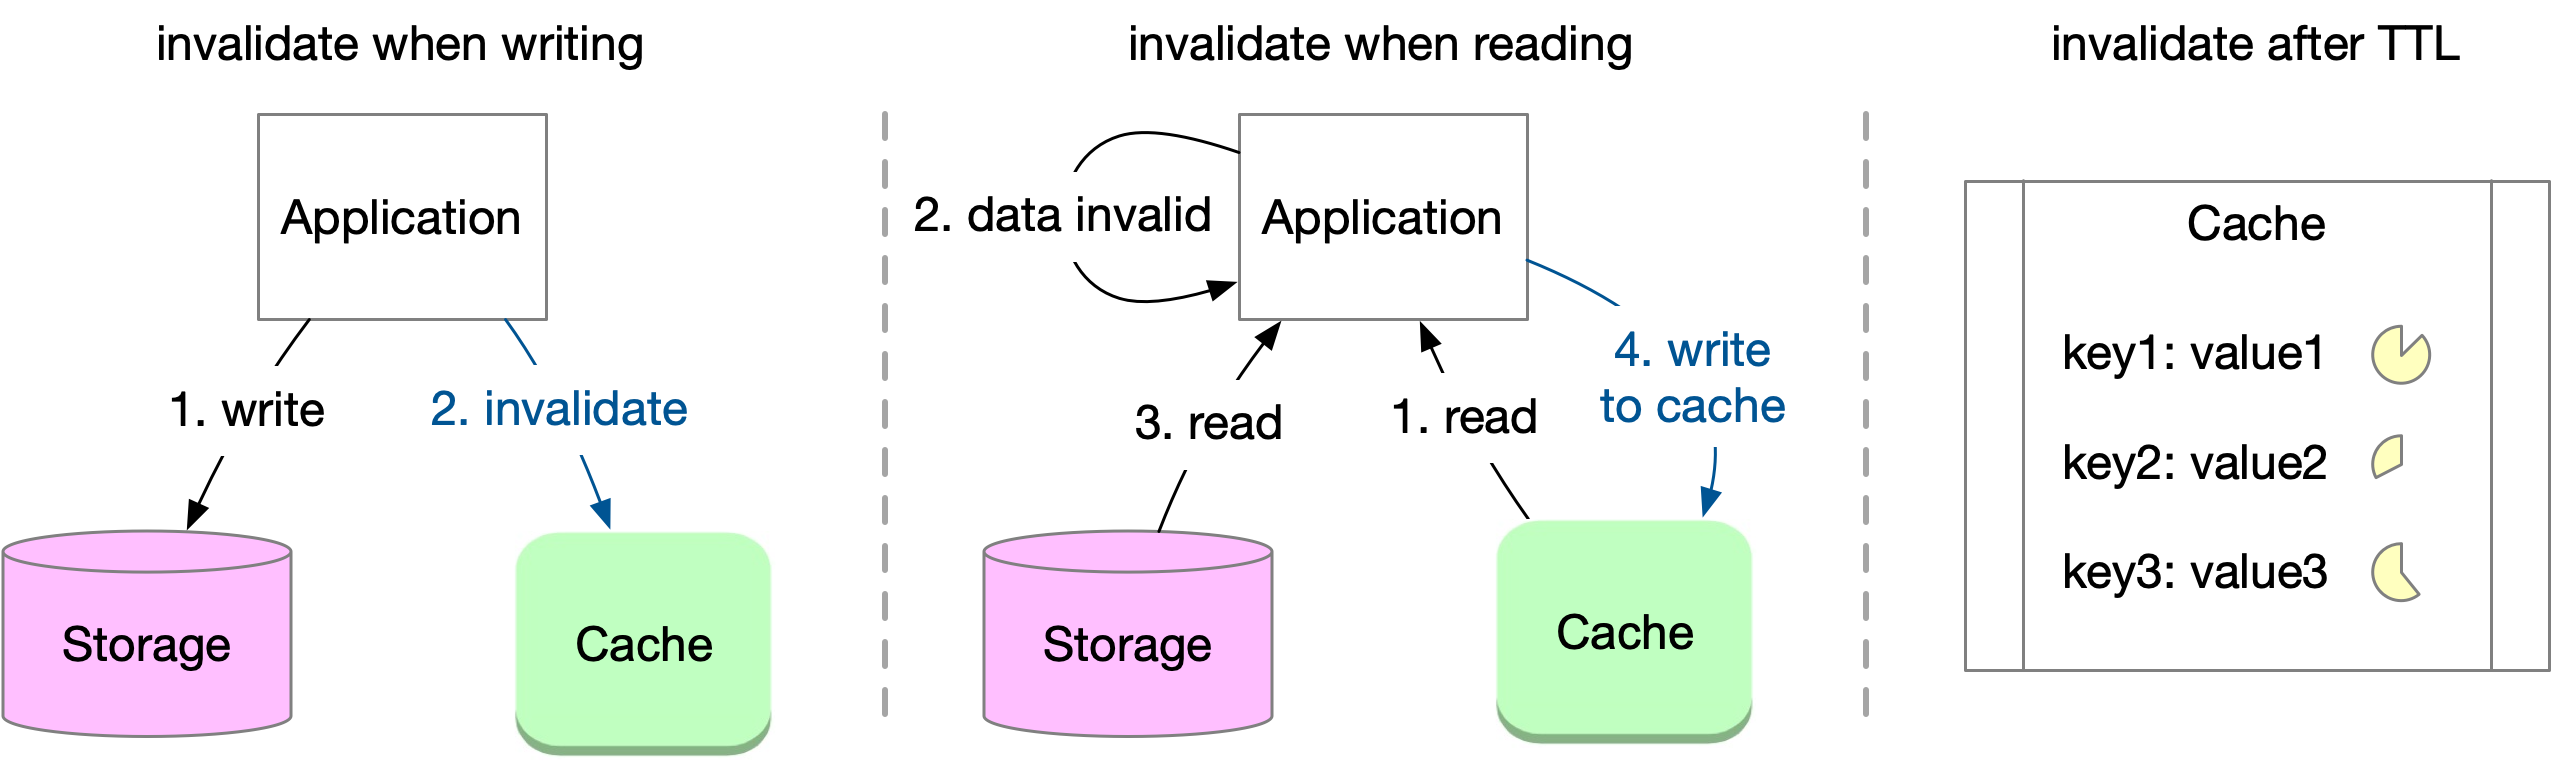 invalidate when writing
Application
1. write
2. invalidate
Storage
Cache
invalidate when reading
2. data invalid
Application
3. read
1. read
4. write
to cache
Storage
Cache
invalidate after TTL
Cache
key1: value1
key2: value2
key3: value3